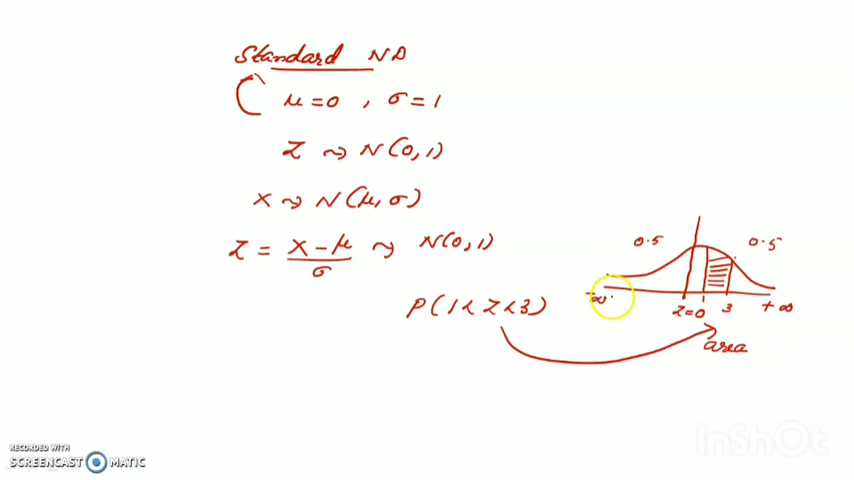 Standard ND
μ = 0 , σ = 1
Z ~> N(0,1)
X ~> N(μ, σ)
Z = X - μ / σ ~> N(0,1)
P(1 < Z < 3)
0.5
0.5
-∞
Z=0
1
3
+ ∞
area
RECORDED WITH
SCREENCAST MATIC
InShOt